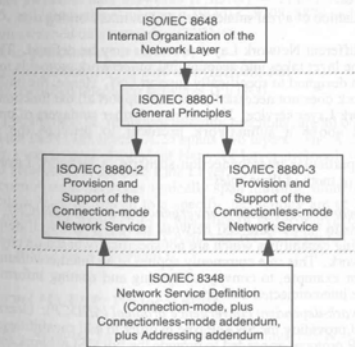 ISO/IEC 8648
Internal Organization of the
Network Layer
ISO/IEC 8880-1
General Principles
ISO/IEC 8880-2
Provision and
Support of the
Connection-mode
Network Service
ISO/IEC 8880-3
Provision and
Support of the
Connectionless-mode
Network Service
ISO/IEC 8348
Network Service Definition
(Connection-mode, plus
Connectionless-mode addendum,
plus Addressing addendum